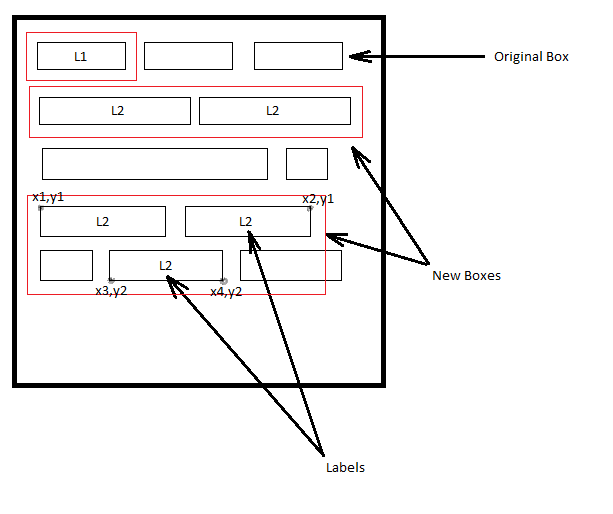 L1
Original Box
L2 L2
x1,y1 x2,y1
L2 L2
L2
x3,y2 x4,y2
New Boxes
Labels